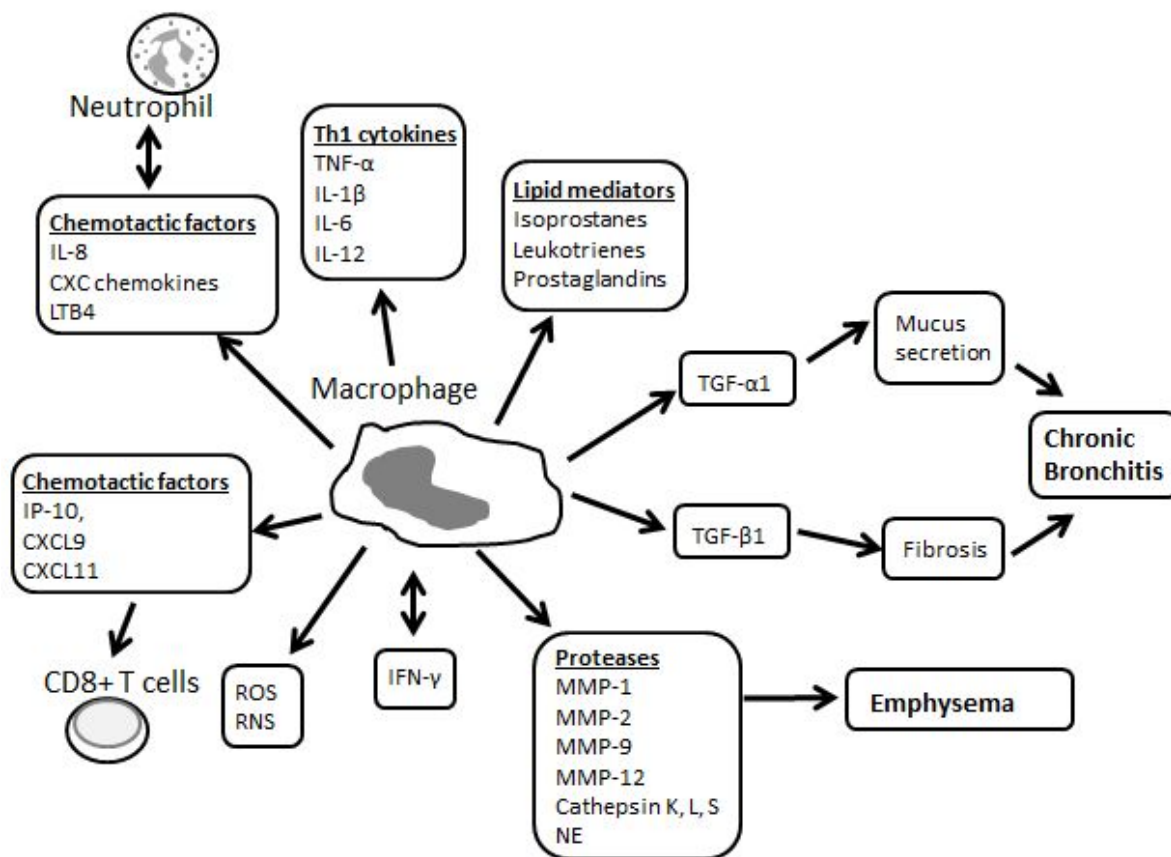 Neutrophil
Chemotactic factors
IL-8
CXC chemokines
LTB4
Th1 cytokines
TNF-α
IL-1β
IL-6
IL-12
Lipid mediators
Isoprostanes
Leukotrienes
Prostaglandins
Macrophage
TGF-α1
Mucus
secretion
Chronic
Bronchitis
TGF-β1
Fibrosis
Chemotactic factors
IP-10,
CXCL9
CXCL11
CD8+ T cells
ROS
RNS
IFN-γ
Proteases
MMP-1
MMP-2
MMP-9
MMP-12
Cathepsin K, L, S
NE
Emphysema